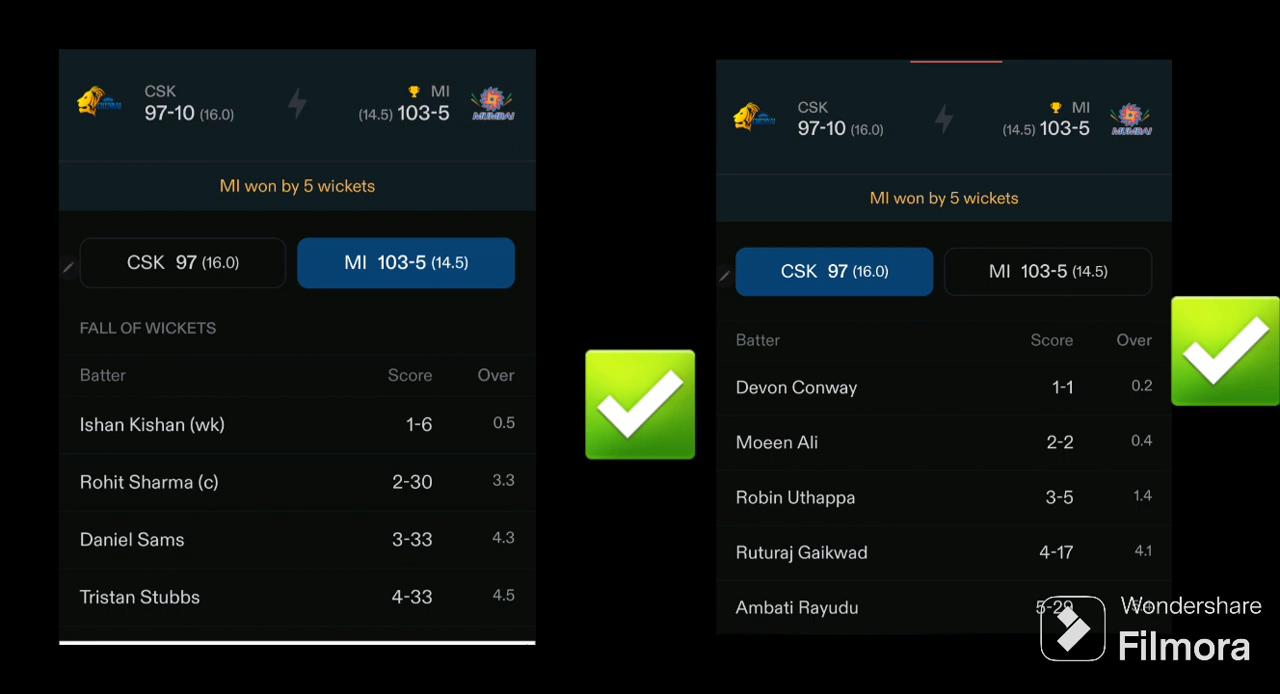 CSK
97-10 (16.0)
MI
(14.5) 103-5
MUMBAI
MI won by 5 wickets
CSK 97 (16.0)
MI 103-5 (14.5)
FALL OF WICKETS
Batter Score Over
Ishan Kishan (wk) 1-6 0.5
Rohit Sharma (c) 2-30 3.3
Daniel Sams 3-33 4.3
Tristan Stubbs 4-33 4.5
CSK
97-10 (16.0)
MI
(14.5) 103-5
MUMBAI
MI won by 5 wickets
CSK 97 (16.0)
MI 103-5 (14.5)
Batter Score Over
Devon Conway 1-1 0.2
Moeen Ali 2-2 0.4
Robin Uthappa 3-5 1.4
Ruturaj Gaikwad 4-17 4.1
Ambati Rayudu 5-29
Wondershare
Filmora